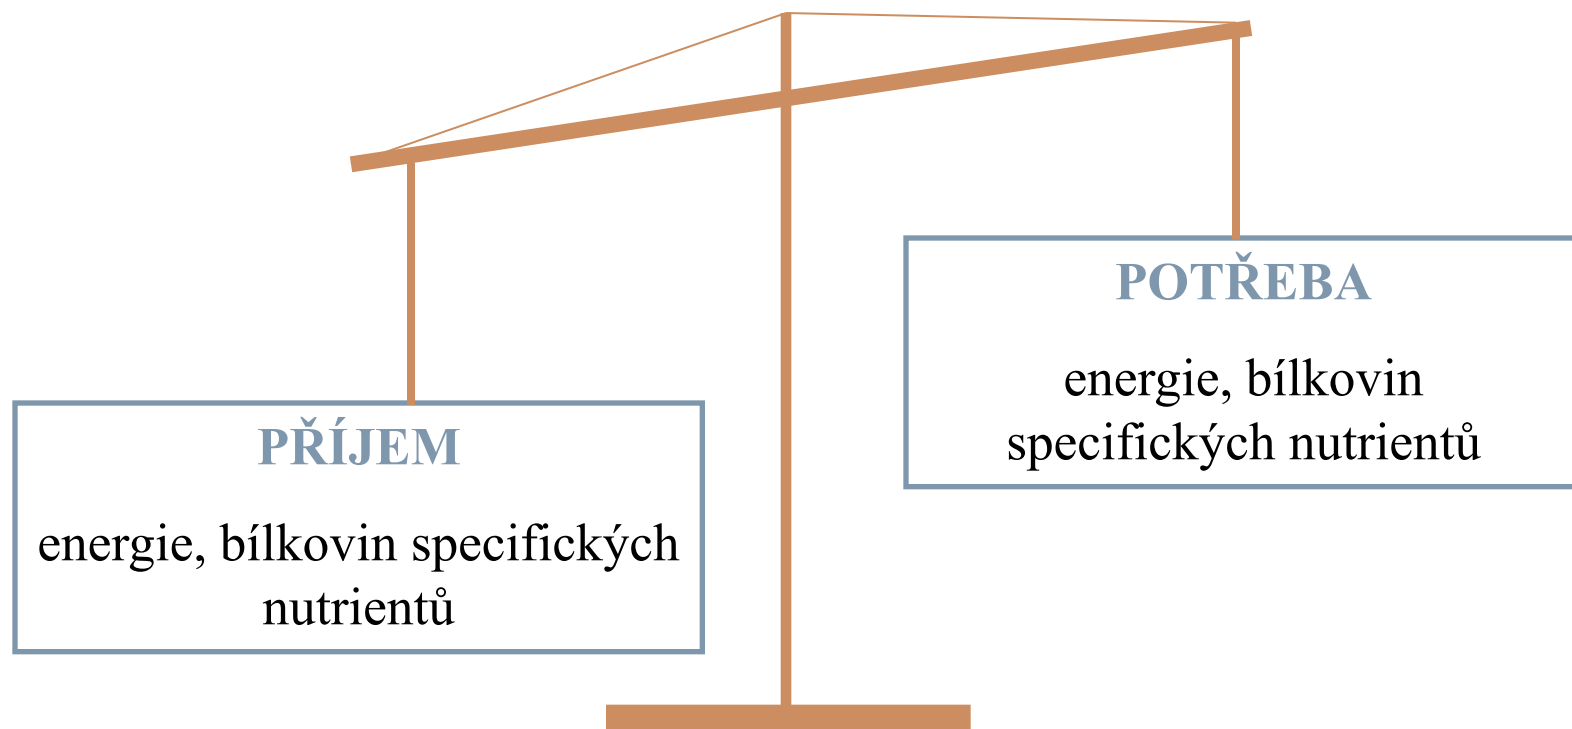 PŘÍJEM
energie, bílkovin specifických
nutrientů
POTŘEBA
energie, bílkovin
specifických nutrientů